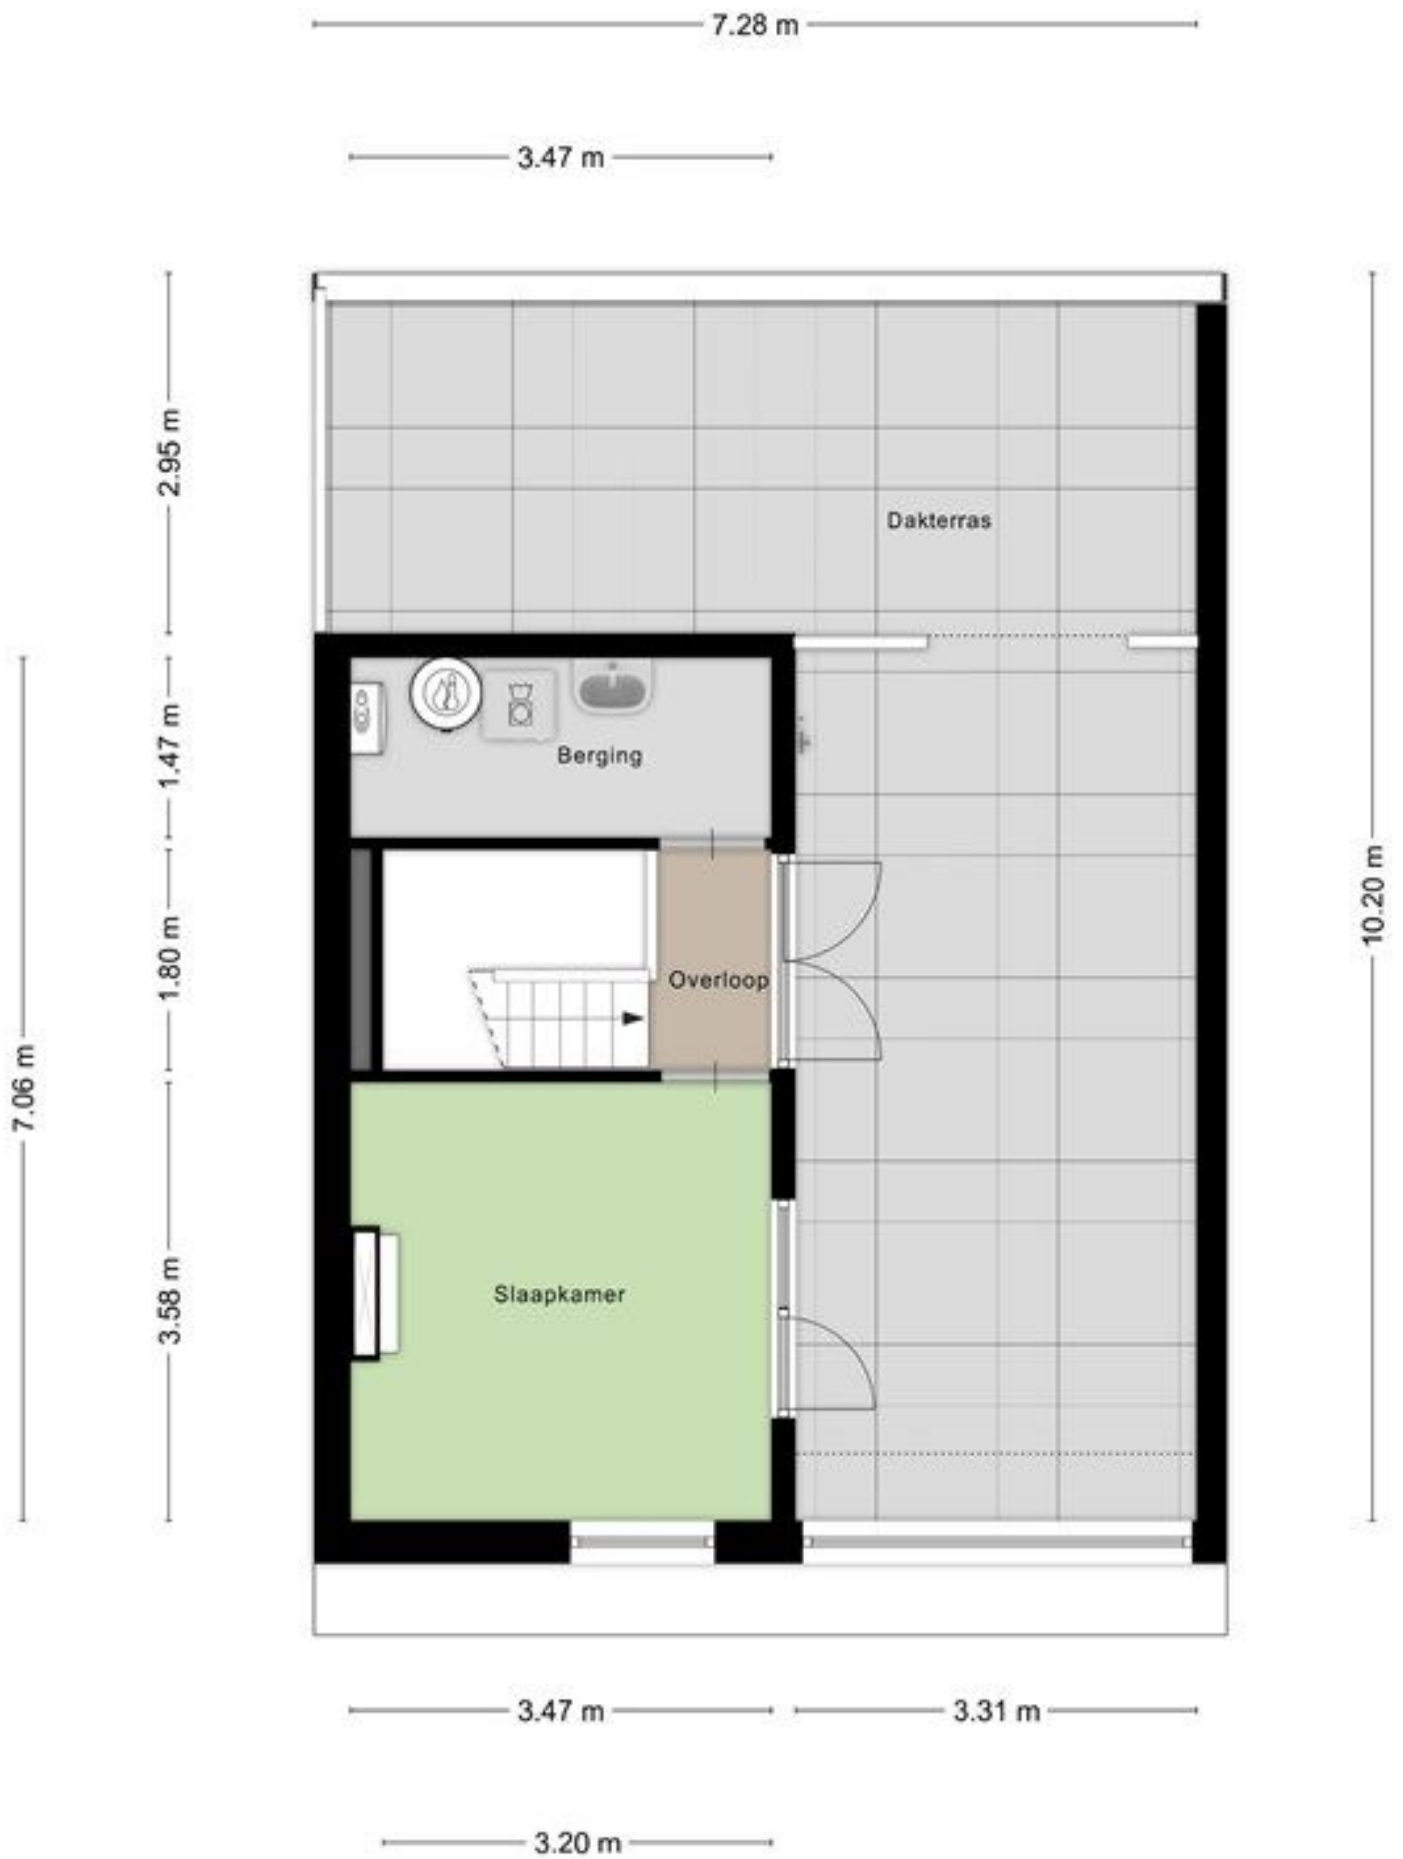 7.28 m
3.47 m
2.95 m
Dakterras
1.47 m
Berging
10.20 m
1.80 m
Overloop
7.06 m
3.58 m
Slaapkamer
3.47 m
3.31 m
3.20 m